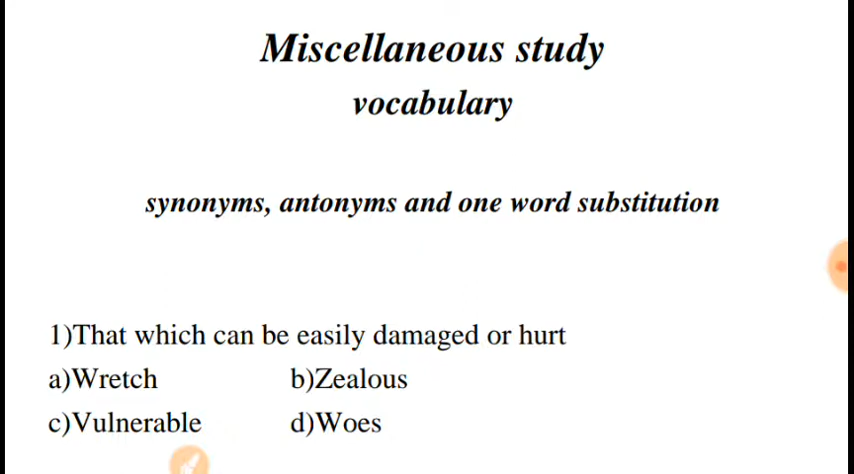 Miscellaneous study
vocabulary
synonyms, antonyms and one word substitution
1)That which can be easily damaged or hurt
a)Wretch b)Zealous
c)Vulnerable d)Woes